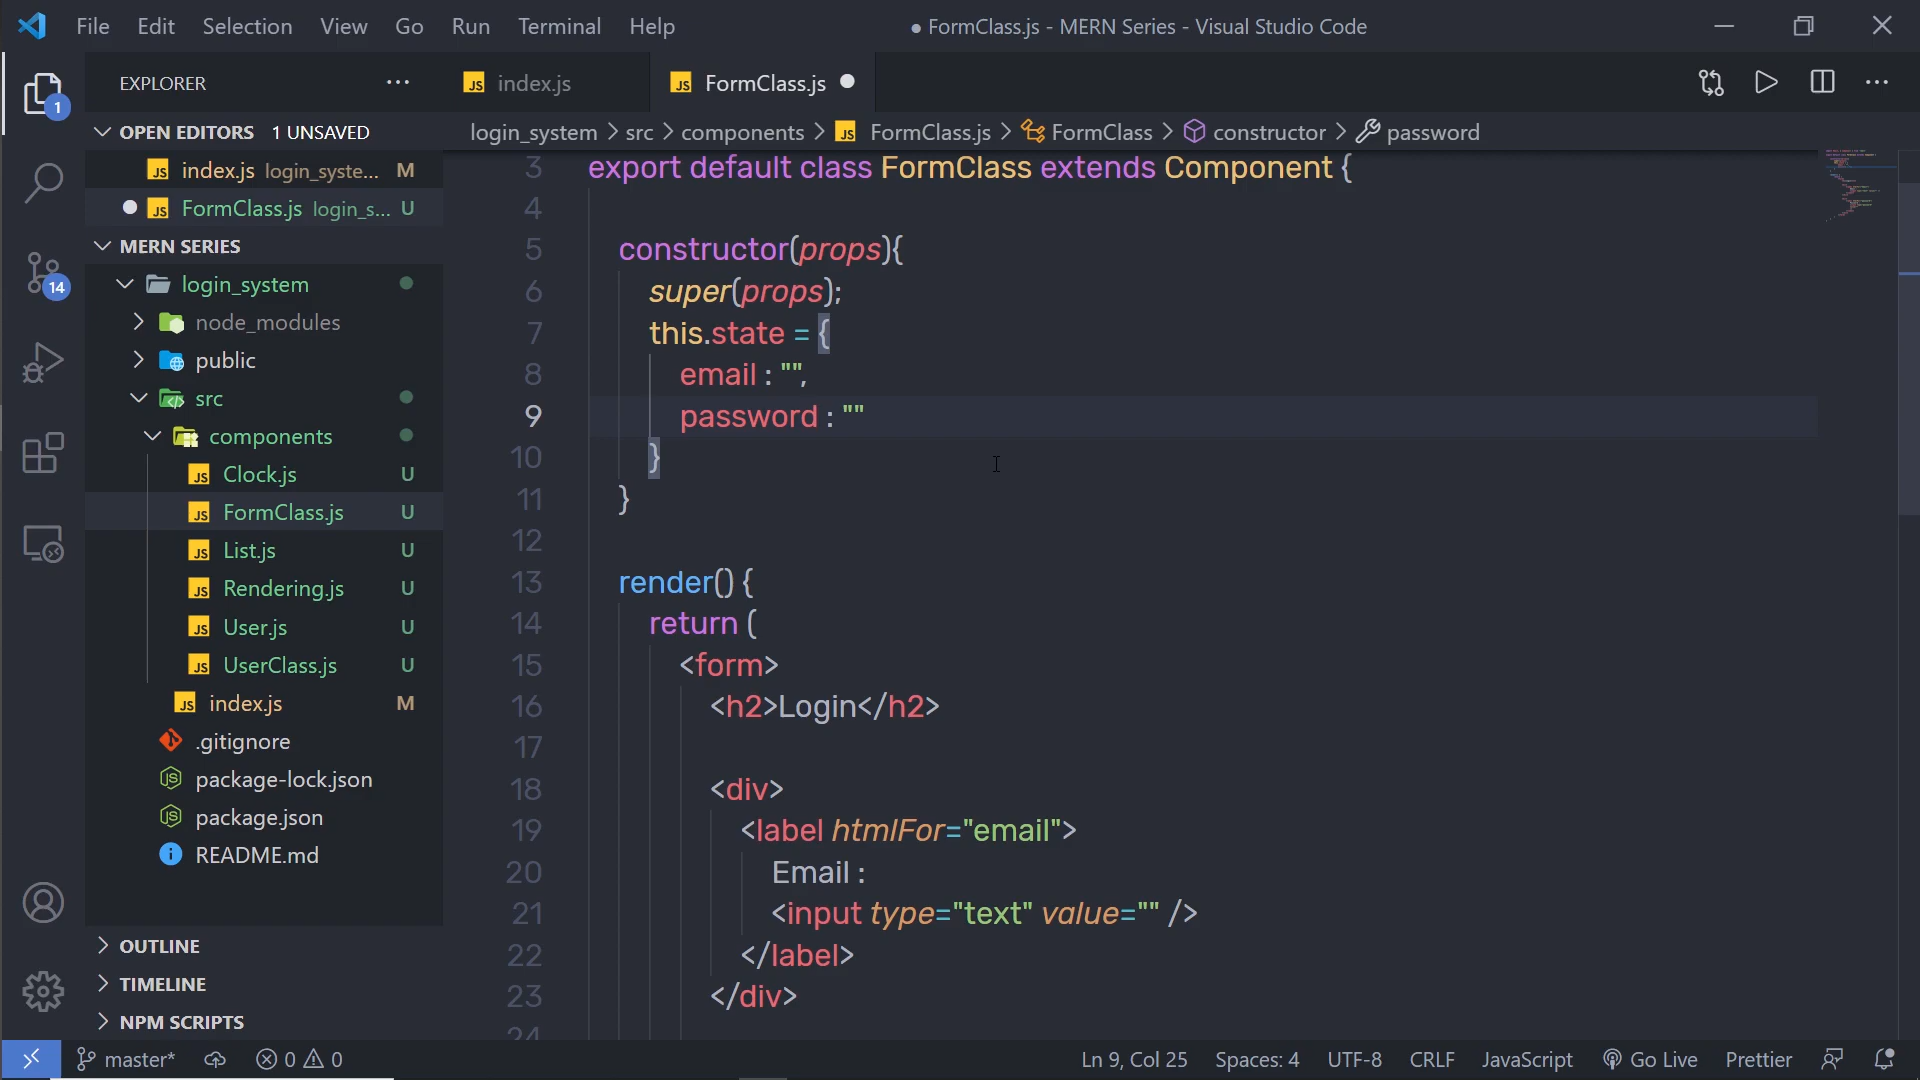 File Edit Selection View Go Run Terminal Help
● FormClass.js - MERN Series - Visual Studio Code
EXPLORER
index.js
FormClass.js
OPEN EDITORS 1 UNSAVED
index.js login_syste... M
FormClass.js login_s... U
MERN SERIES
login_system
node_modules
public
src
components
Clock.js U
FormClass.js U
List.js U
Rendering.js U
User.js U
UserClass.js U
index.js M
.gitignore
package-lock.json
package.json
README.md
OUTLINE
TIMELINE
NPM SCRIPTS
1
14
login_system > src > components > JS FormClass.js > FormClass > constructor > password
3 export default class FormClass extends Component {
4
5 constructor(props){
6 super(props);
7 this.state = {
8 email : "",
9 password : ""
10 }
11 }
12
13 render() {
14 return (
15 <form>
16 <h2>Login</h2>
17
18 <div>
19 <label htmlFor="email">
20 Email :
21 <input type="text" value="" />
22 </label>
23 </div>
24
master* 0 0
Ln 9, Col 25 Spaces: 4 UTF-8 CRLF JavaScript Go Live Prettier